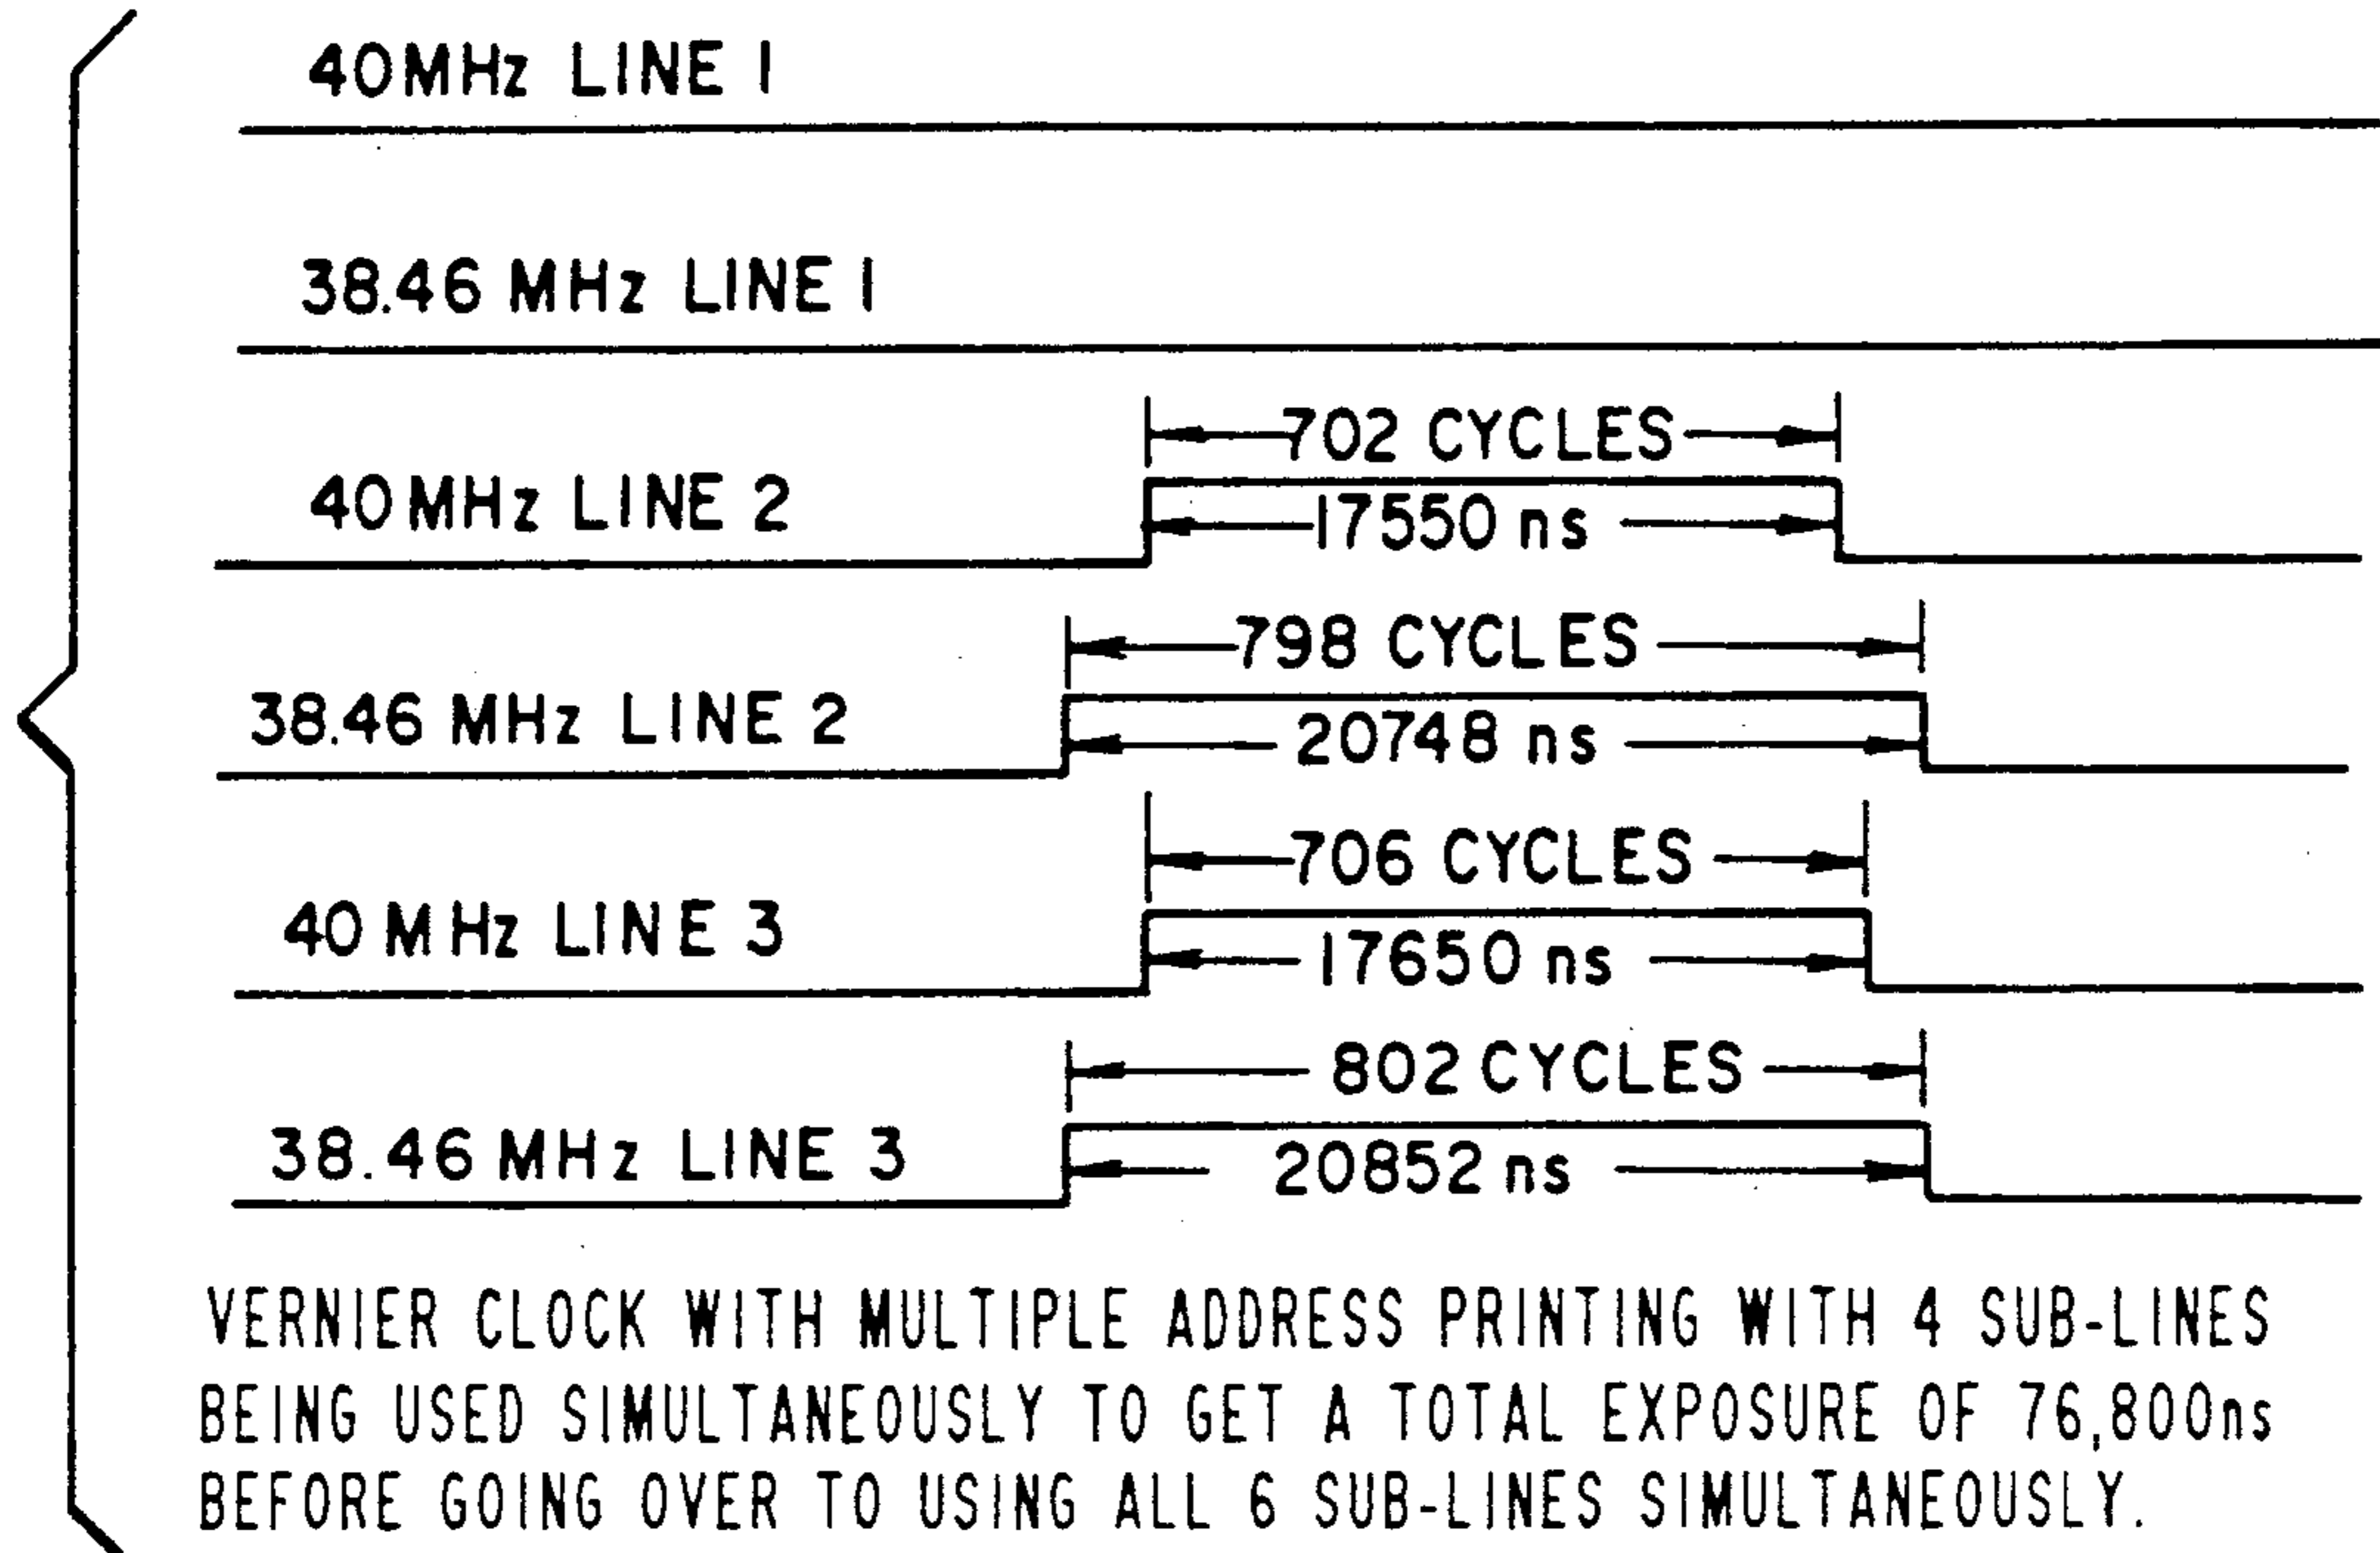 40MHz LINE 1
38.46 MHz LINE 1
702 CYCLES
40MHz LINE 2
17550 ns
798 CYCLES
38.46 MHz LINE 2
20748 ns
706 CYCLES
40 MHz LINE 3
17650 ns
802 CYCLES
38.46 MHz LINE 3
20852 ns
VERNIER CLOCK WITH MULTIPLE ADDRESS PRINTING WITH 4 SUB-LINES
BEING USED SIMULTANEOUSLY TO GET A TOTAL EXPOSURE OF 76,800ns
BEFORE GOING OVER TO USING ALL 6 SUB-LINES SIMULTANEOUSLY.